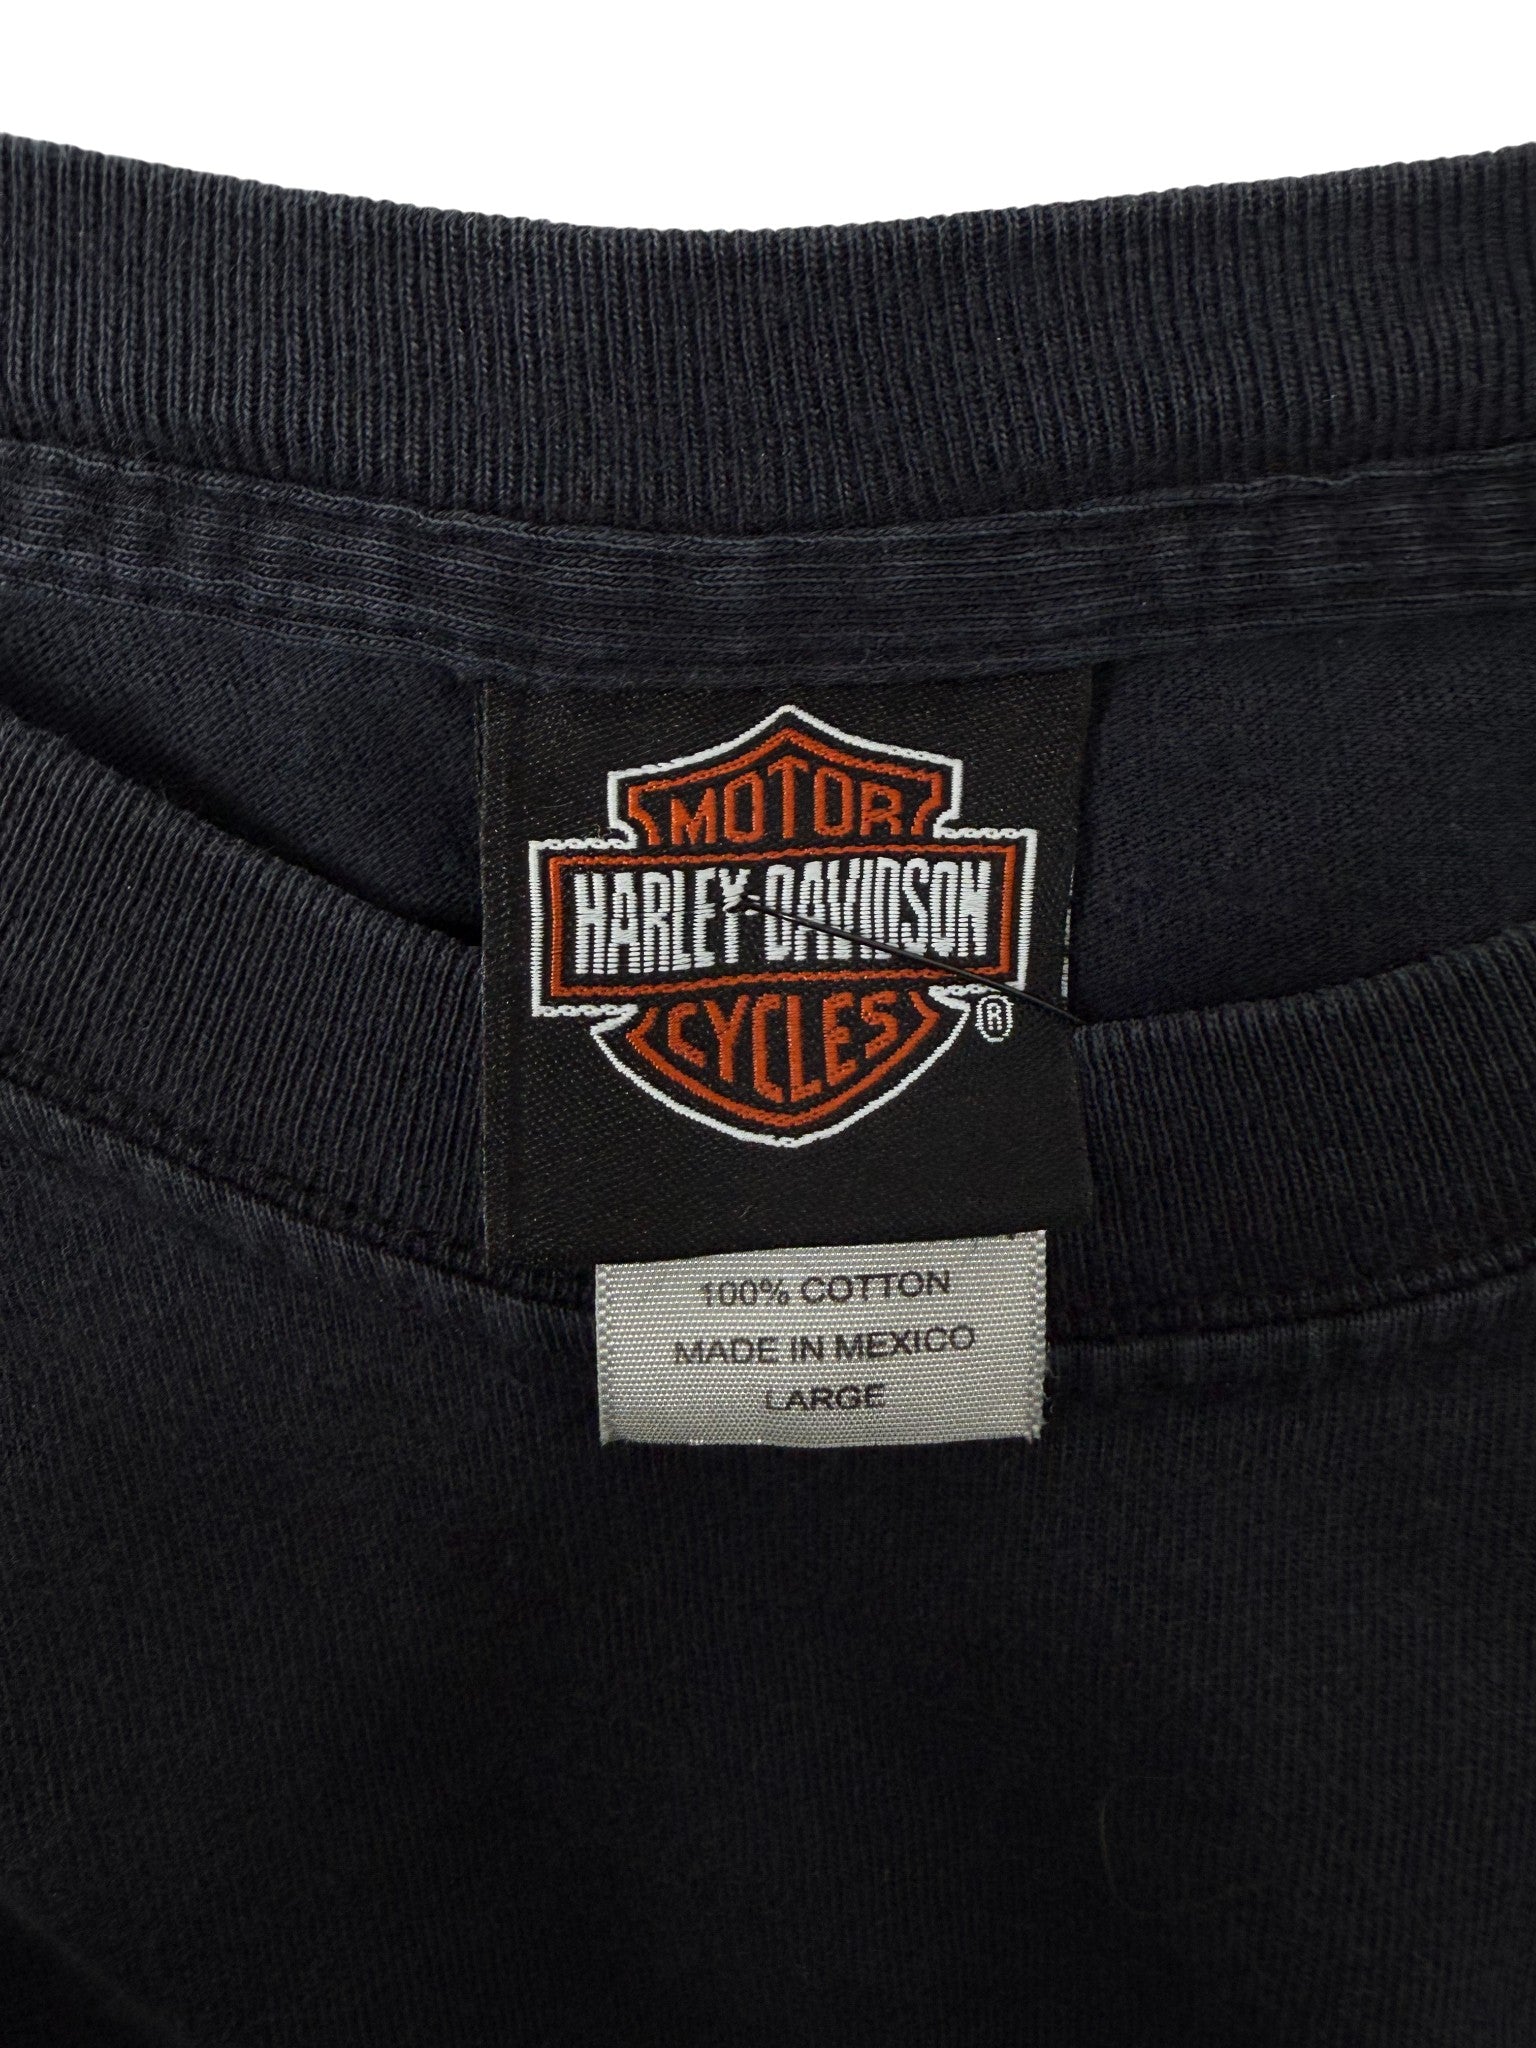 MOTOR
HARLEY-DAVIDSON
CYCLES ®
100% COTTON
MADE IN MEXICO
LARGE